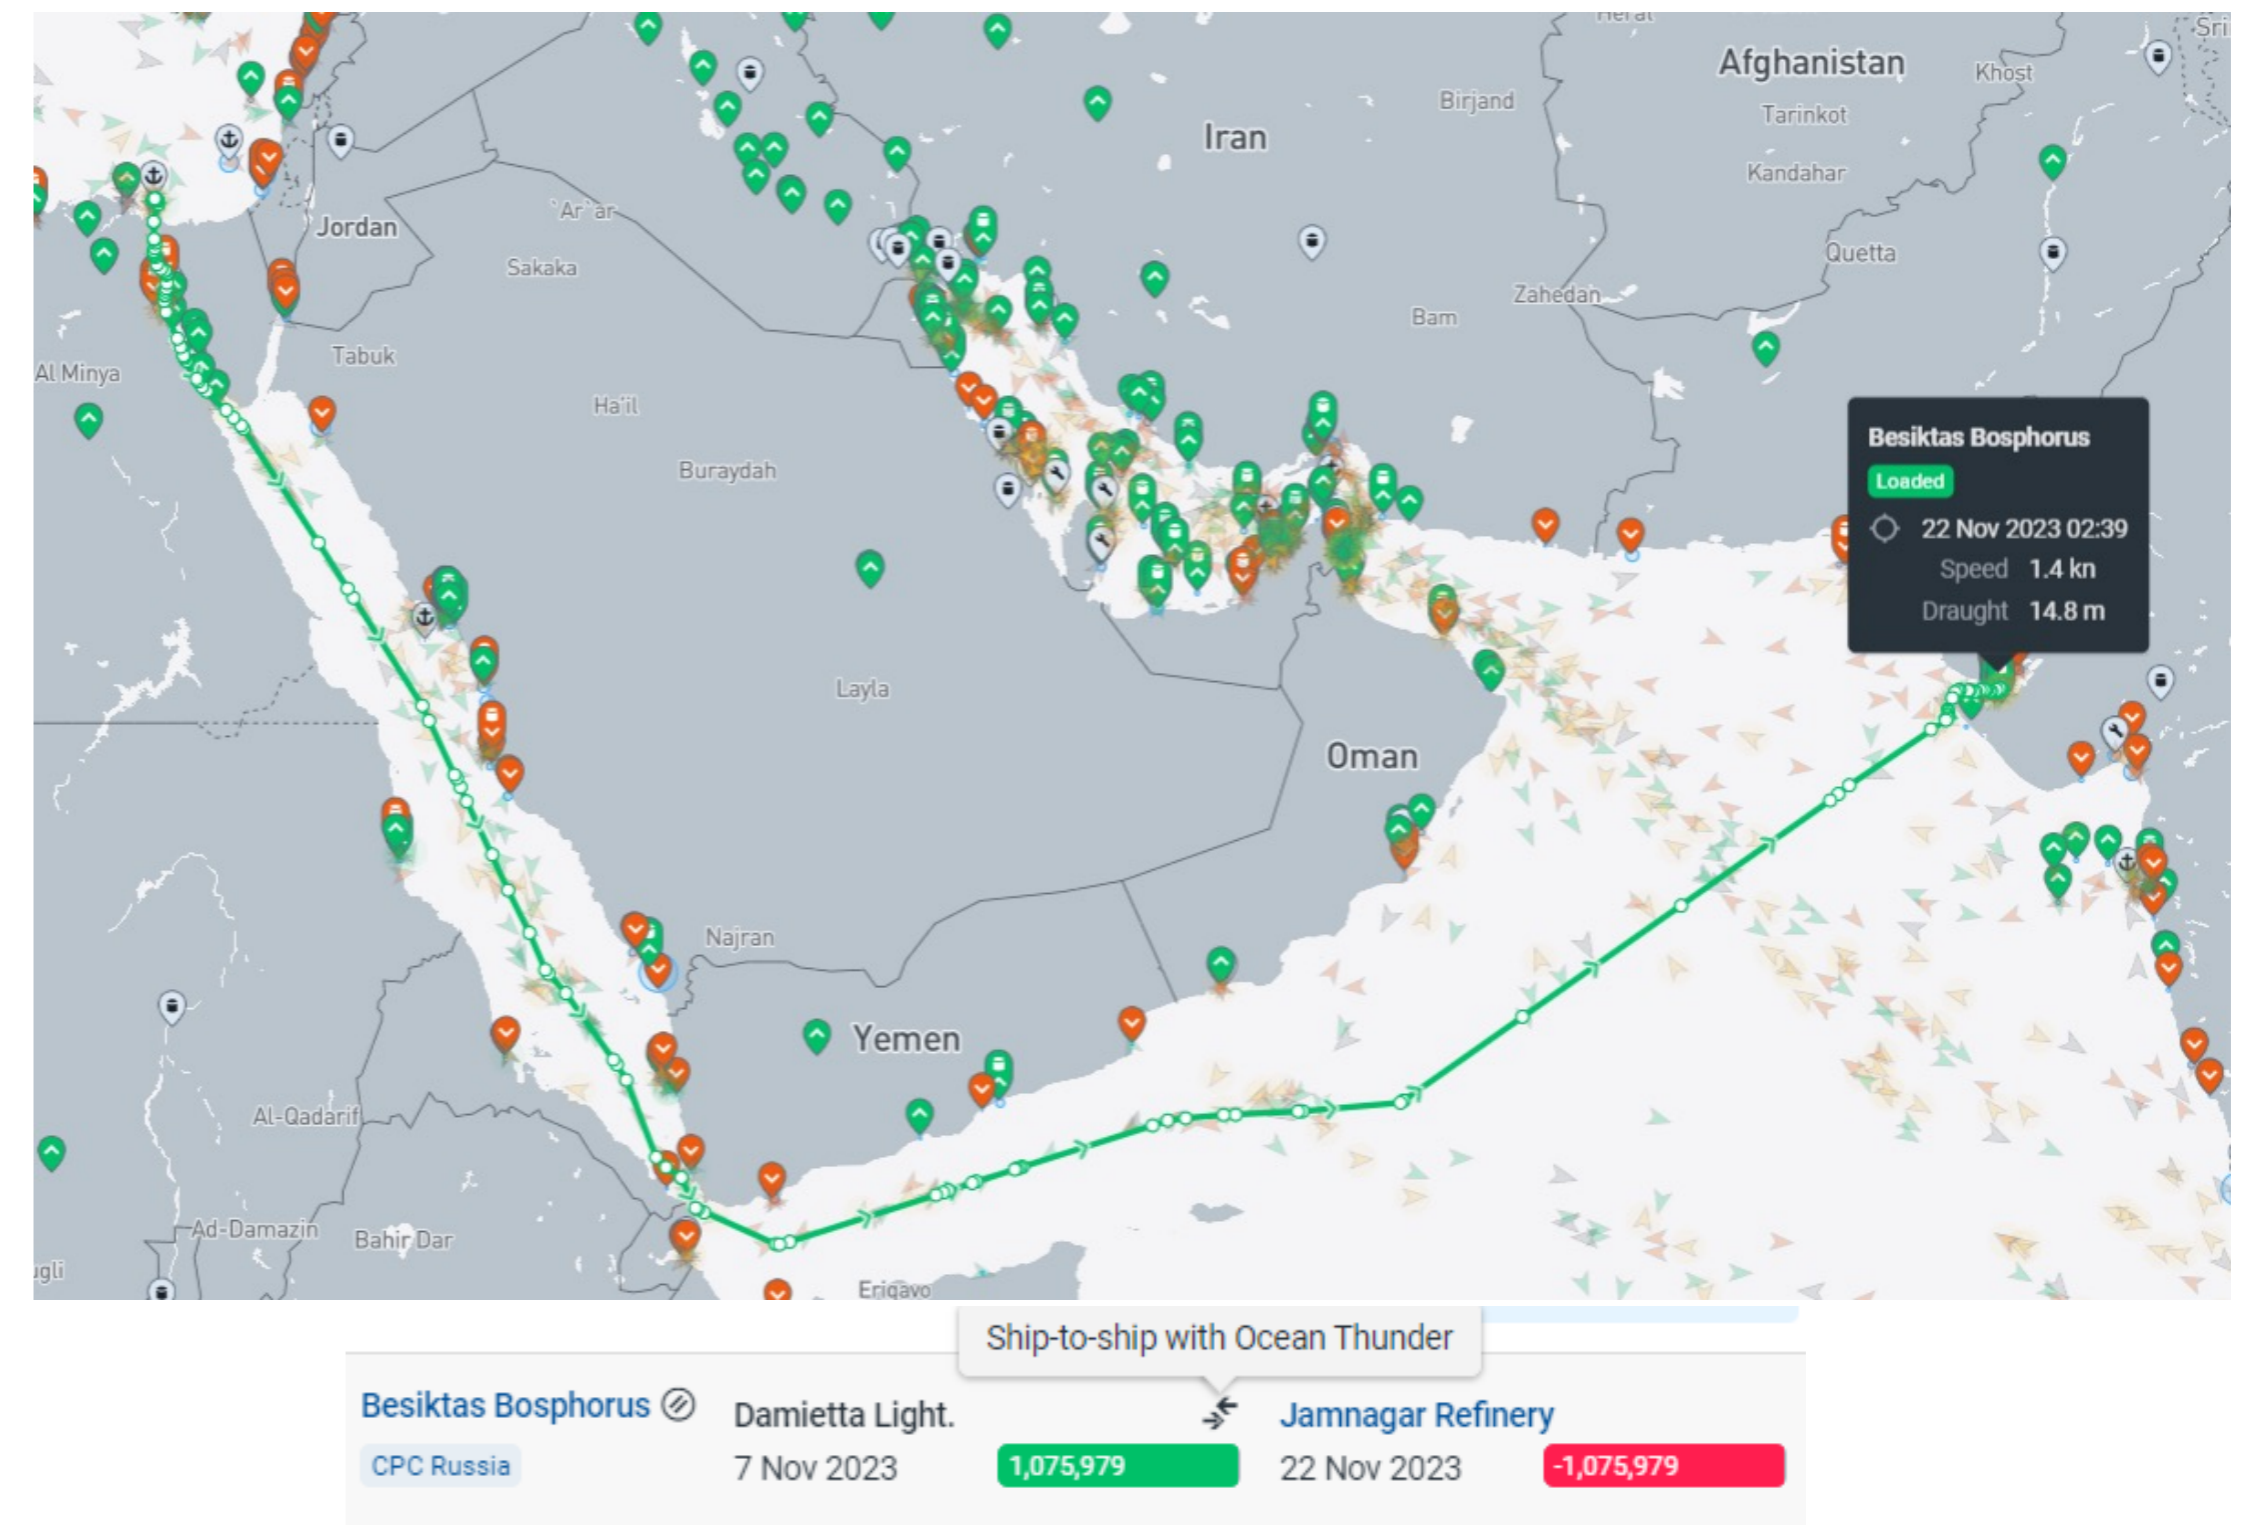 Herat
Sri
Afghanistan
Khost
Birjand
Tarinkot
Iran
Kandahar
`Ar`ar
Jordan
Quetta
Sakaka
Zahedan
Bam
Tabuk
Al Minya
Ha'il
Besiktas Bosphorus
Buraydah
Loaded
22 Nov 2023 02:39
Speed 1.4 kn
Draught 14.8 m
Layla
Oman
Najran
Yemen
Al-Qadarif
Ad-Damazin
Bahir Dar
ugli
Erigavo
Ship-to-ship with Ocean Thunder
Besiktas Bosphorus
Damietta Light.
Jamnagar Refinery
CPC Russia
7 Nov 2023
1,075,979
22 Nov 2023
-1,075,979